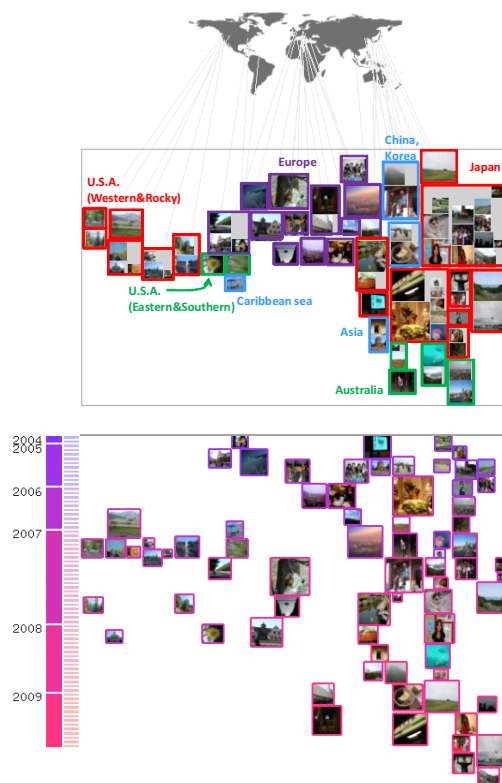 China,
Korea
Europe
Japan
U.S.A.
(Western&Rocky)
U.S.A.
(Eastern&Southern)
Caribbean sea
Asia
Australia
2004
2005
2006
2007
2008
2009